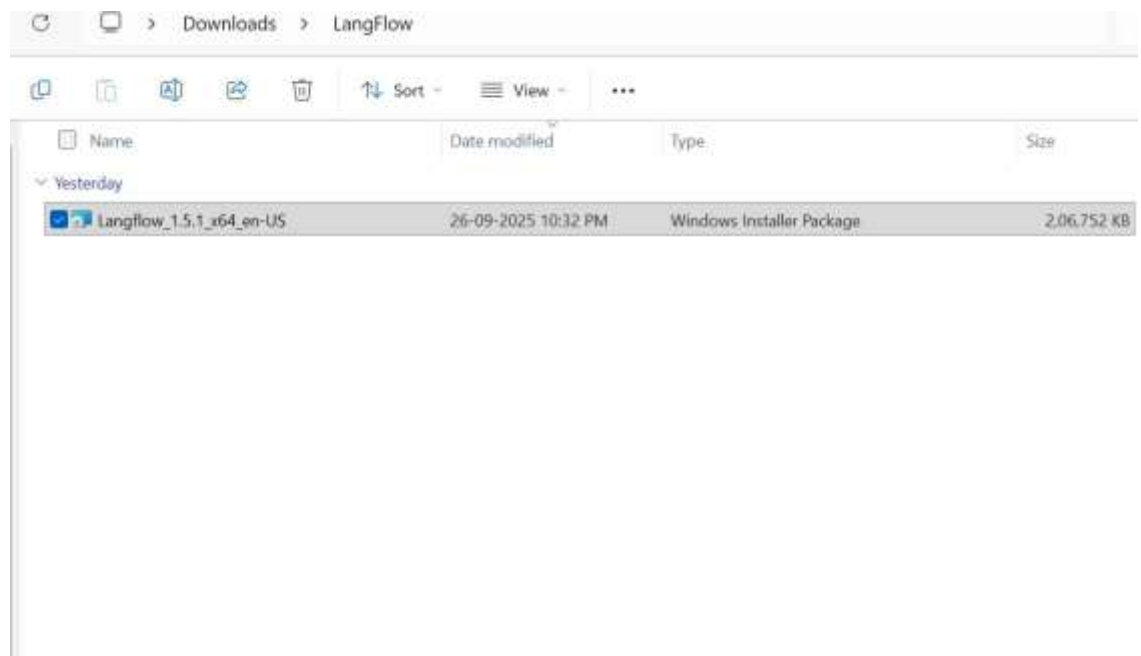 Downloads > LangFlow
Sort View ...
Name Date modified Type Size
Yesterday
Langflow_1.5.1_x64_en-US 26-09-2025 10:32 PM Windows Installer Package 2,06,752 KB